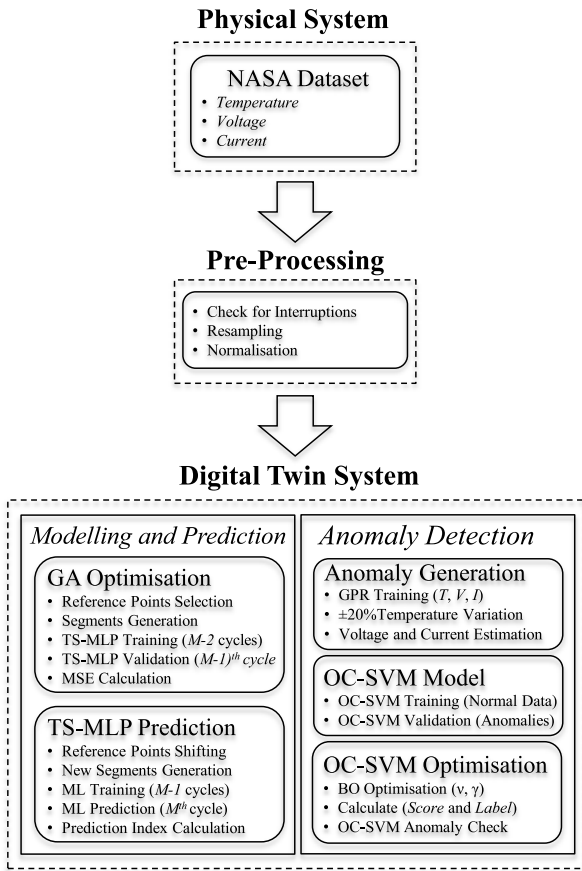 Physical System
NASA Dataset
• Temperature
• Voltage
• Current
Pre-Processing
• Check for Interruptions
• Resampling
• Normalisation
Digital Twin System
Modelling and Prediction
GA Optimisation
• Reference Points Selection
• Segments Generation
• TS-MLP Training (M-2 cycles)
• TS-MLP Validation (M-1)th cycle
• MSE Calculation
TS-MLP Prediction
• Reference Points Shifting
• New Segments Generation
• ML Training (M-1 cycles)
• ML Prediction (Mth cycle)
• Prediction Index Calculation
Anomaly Detection
Anomaly Generation
• GPR Training (T, V, I)
• ±20%Temperature Variation
• Voltage and Current Estimation
OC-SVM Model
• OC-SVM Training (Normal Data)
• OC-SVM Validation (Anomalies)
OC-SVM Optimisation
• BO Optimisation (ν, γ)
• Calculate (Score and Label)
• OC-SVM Anomaly Check